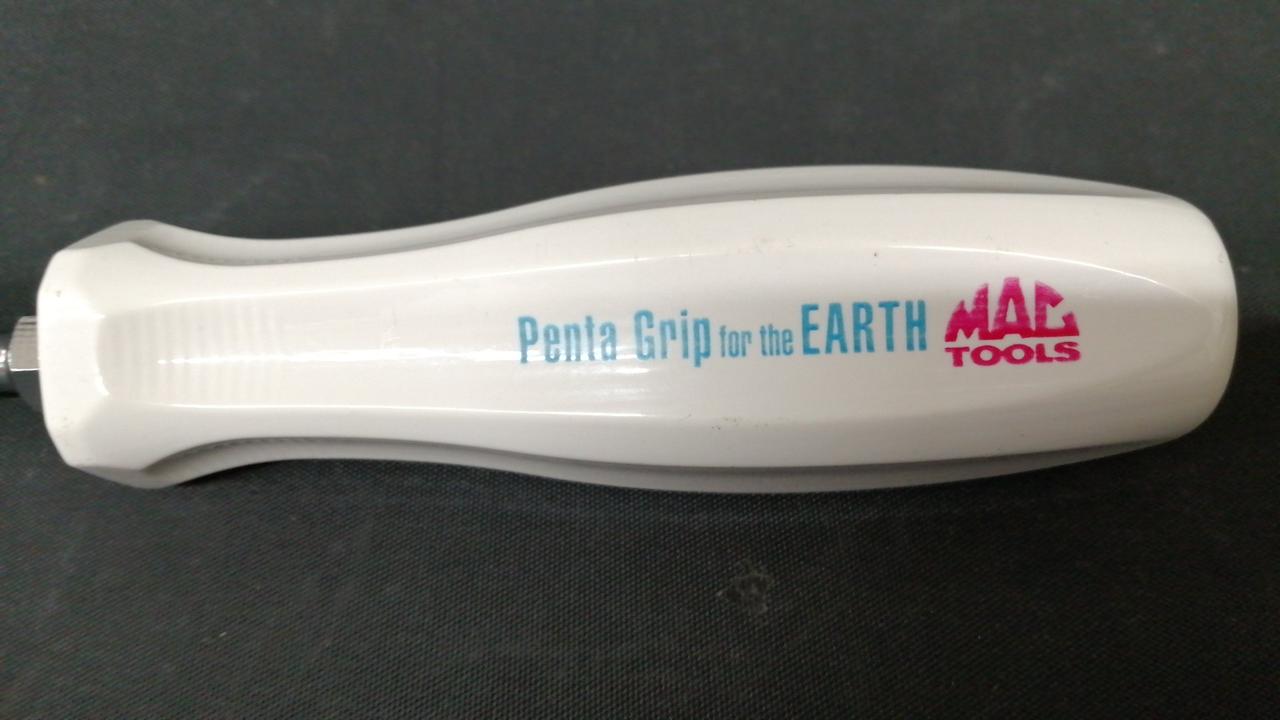 Penta Grip for the EARTH
MAC
TOOLS